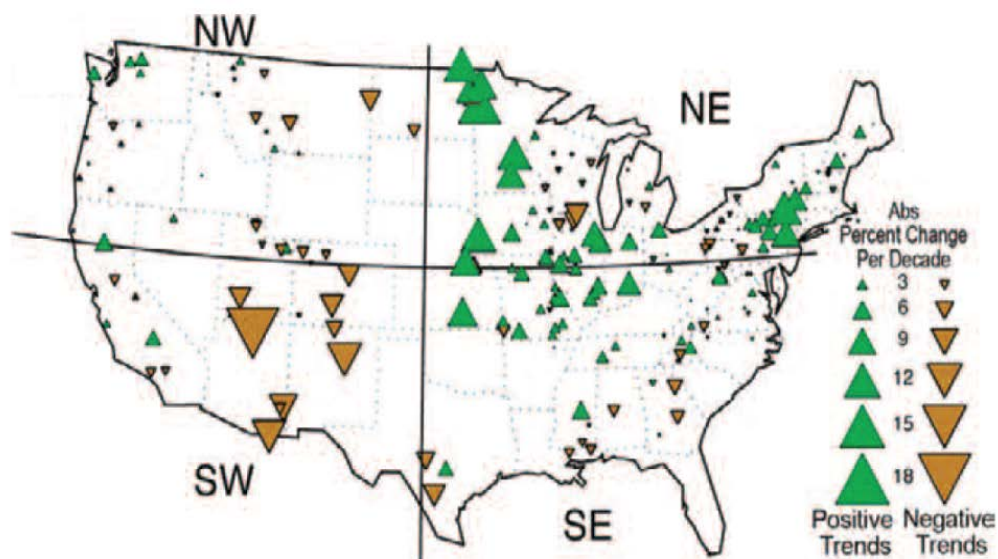 NW
NE
SW
SE
Abs
Percent Change
Per Decade
3
6
9
12
15
18
Positive Negative
Trends Trends